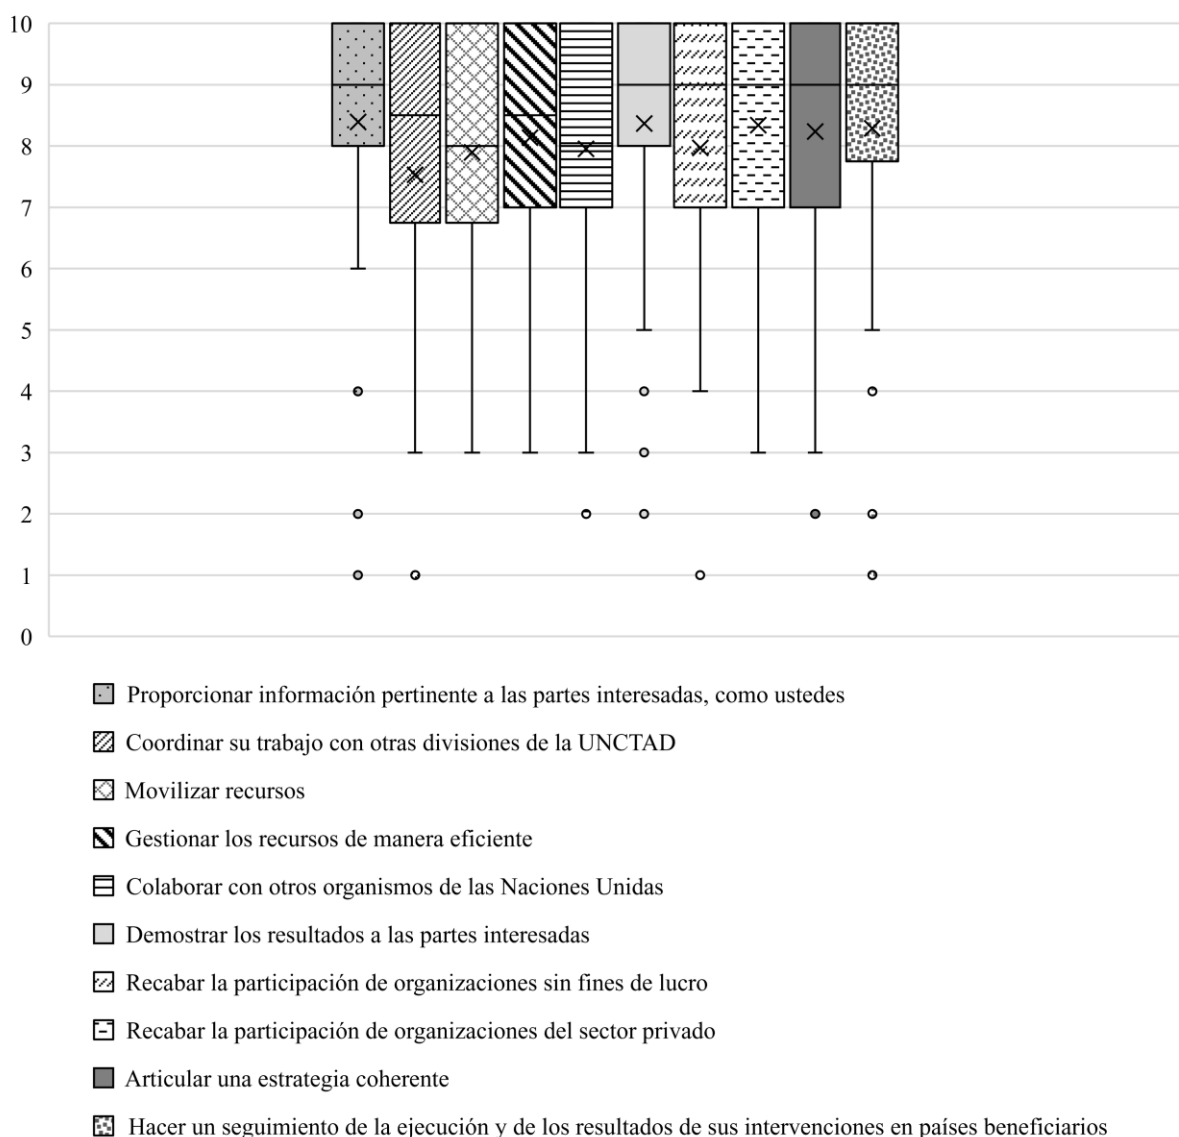 10
9
8
7
6
5
4
3
2
1
0
Proporcionar información pertinente a las partes interesadas, como ustedes
Coordinar su trabajo con otras divisiones de la UNCTAD
Movilizar recursos
Gestionar los recursos de manera eficiente
Colaborar con otros organismos de las Naciones Unidas
Demostrar los resultados a las partes interesadas
Recabar la participación de organizaciones sin fines de lucro
Recabar la participación de organizaciones del sector privado
Articular una estrategia coherente
Hacer un seguimiento de la ejecución y de los resultados de sus intervenciones en países beneficiarios